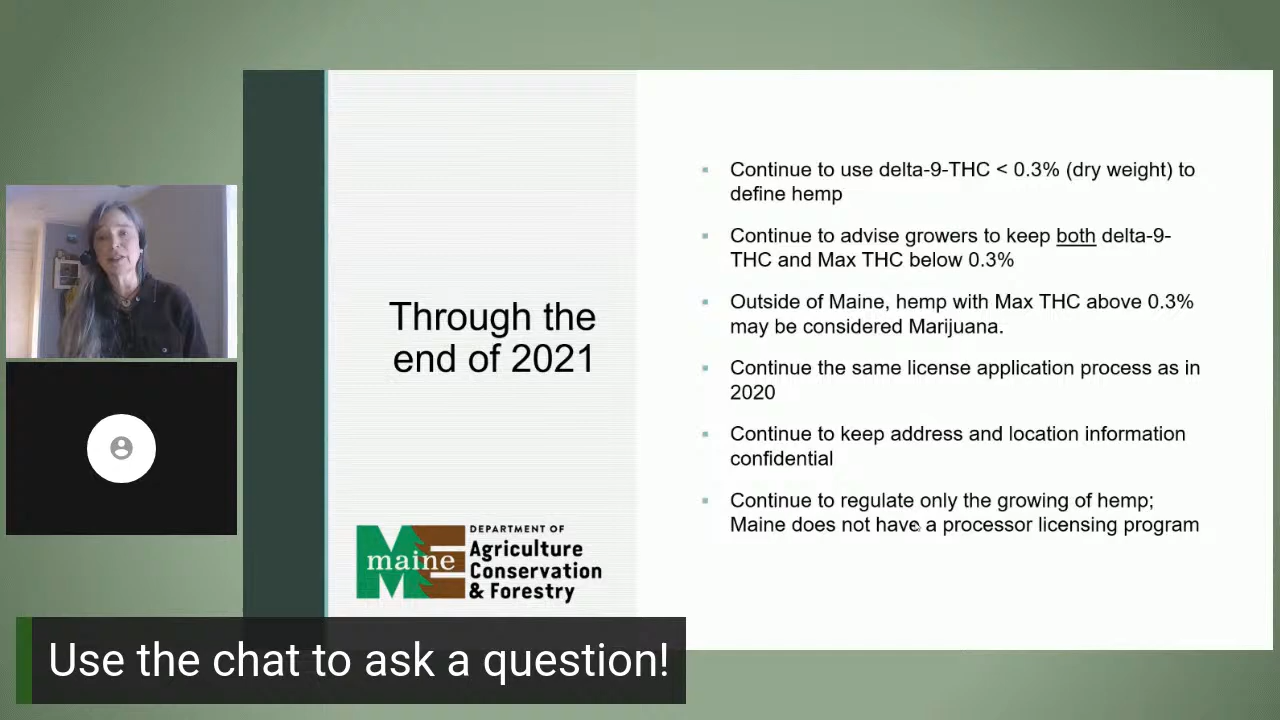 Through the
end of 2021
Continue to use delta-9-THC < 0.3% (dry weight) to
define hemp
Continue to advise growers to keep both delta-9-
THC and Max THC below 0.3%
Outside of Maine, hemp with Max THC above 0.3%
may be considered Marijuana.
Continue the same license application process as in
2020
Continue to keep address and location information
confidential
Continue to regulate only the growing of hemp;
Maine does not have a processor licensing program
maine
DEPARTMENT OF
Agriculture
Conservation
& Forestry
Use the chat to ask a question!